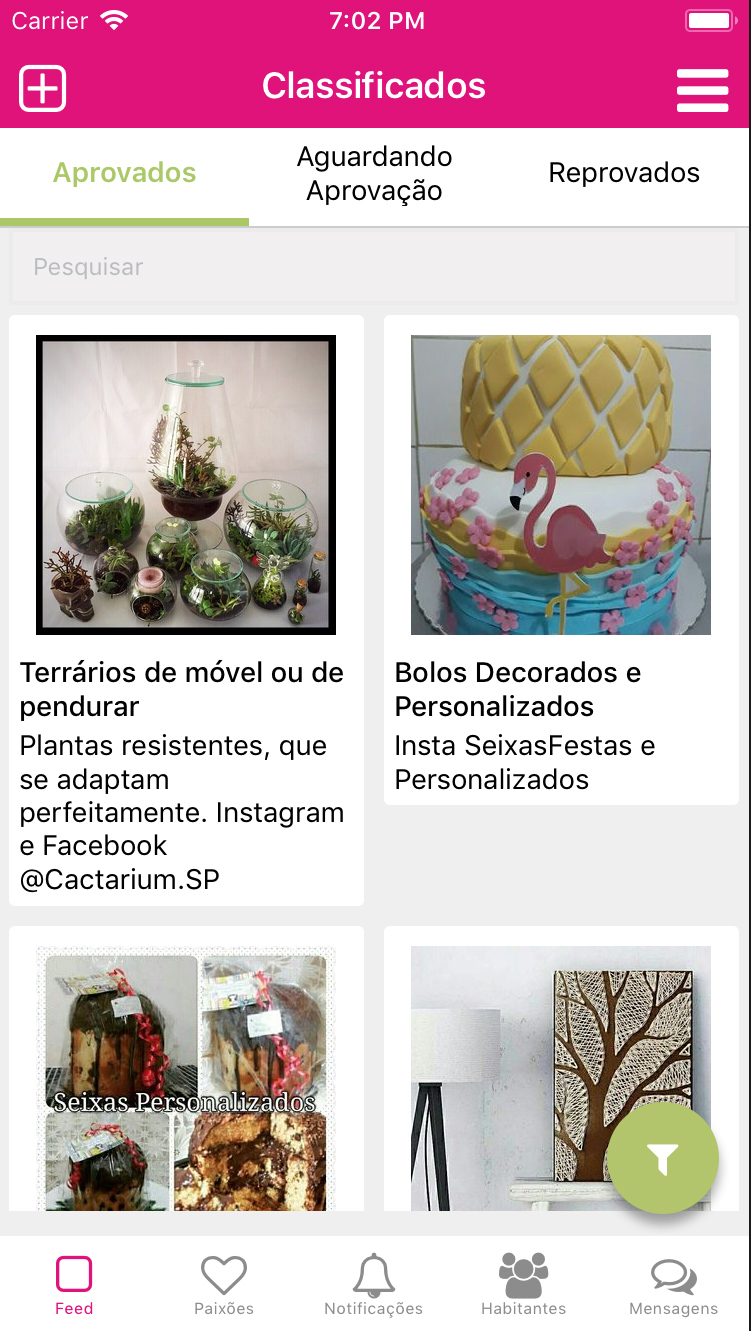 Carrier 7:02 PM
Classificados
Aprovados
Aguardando
Aprovação
Reprovados
Pesquisar
Terrários de móvel ou de
pendurar
Plantas resistentes, que
se adaptam
perfeitamente. Instagram
e Facebook
@Cactarium.SP
Bolos Decorados e
Personalizados
Insta SeixasFestas e
Personalizados
Seixas Personalizados
Feed
Paixões
Notificações
Habitantes
Mensagens